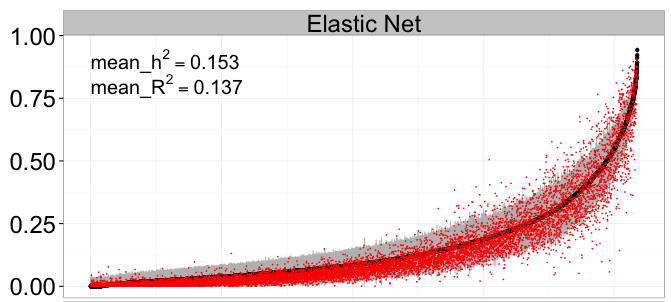 Elastic Net
1.00
mean_h² = 0.153
mean_R² = 0.137
0.75
0.50
0.25
0.00